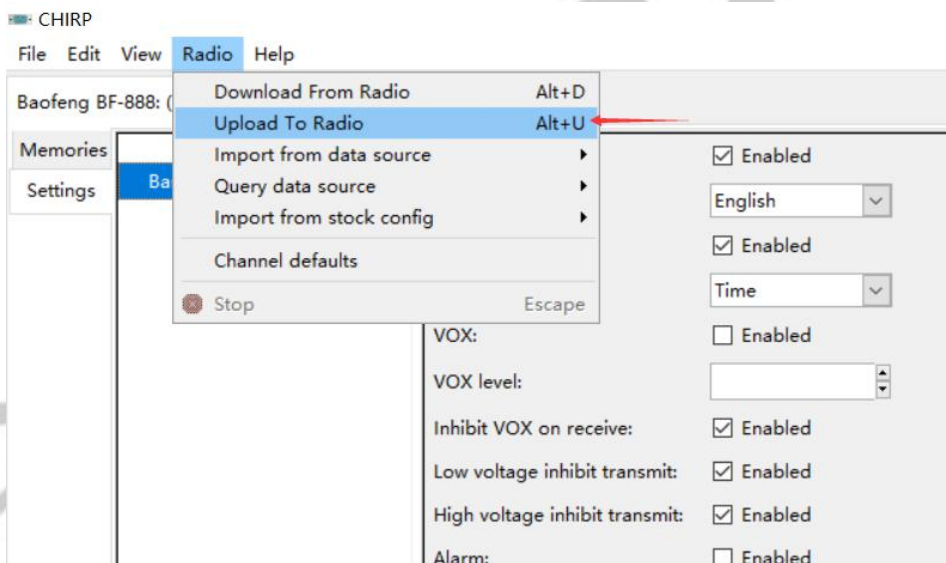 CHIRP
File Edit View Radio Help
Baofeng BF-888: (
Download From Radio Alt+D
Upload To Radio Alt+U
Import from data source
Query data source
Import from stock config
Channel defaults
Stop Escape
Memories
Settings
Ba
Enabled
English
Enabled
Time
VOX: Enabled
VOX level:
Inhibit VOX on receive: Enabled
Low voltage inhibit transmit: Enabled
High voltage inhibit transmit: Enabled
Alarm: Enabled